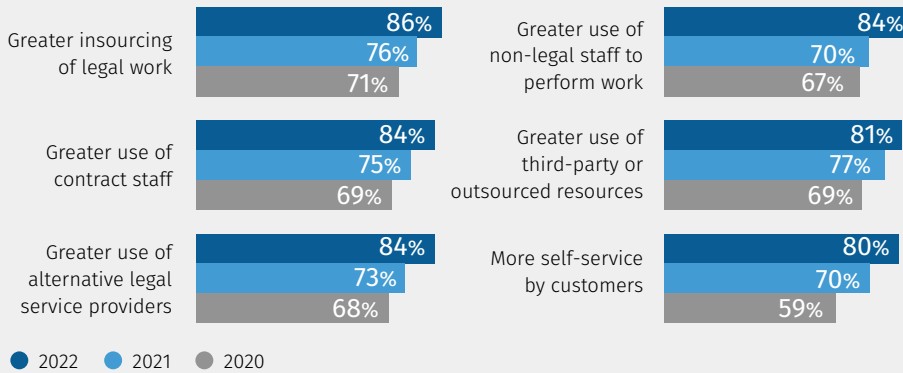 Greater insourcing
of legal work
86%
76%
71%
Greater use of
contract staff
84%
75%
69%
Greater use of
alternative legal
service providers
84%
73%
68%
Greater use of
non-legal staff to
perform work
84%
70%
67%
Greater use of
third-party or
outsourced resources
81%
77%
69%
More self-service
by customers
80%
70%
59%
2022 2021 2020